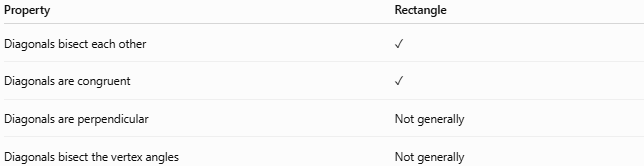 Property Rectangle
Diagonals bisect each other ✓
Diagonals are congruent ✓
Diagonals are perpendicular Not generally
Diagonals bisect the vertex angles Not generally